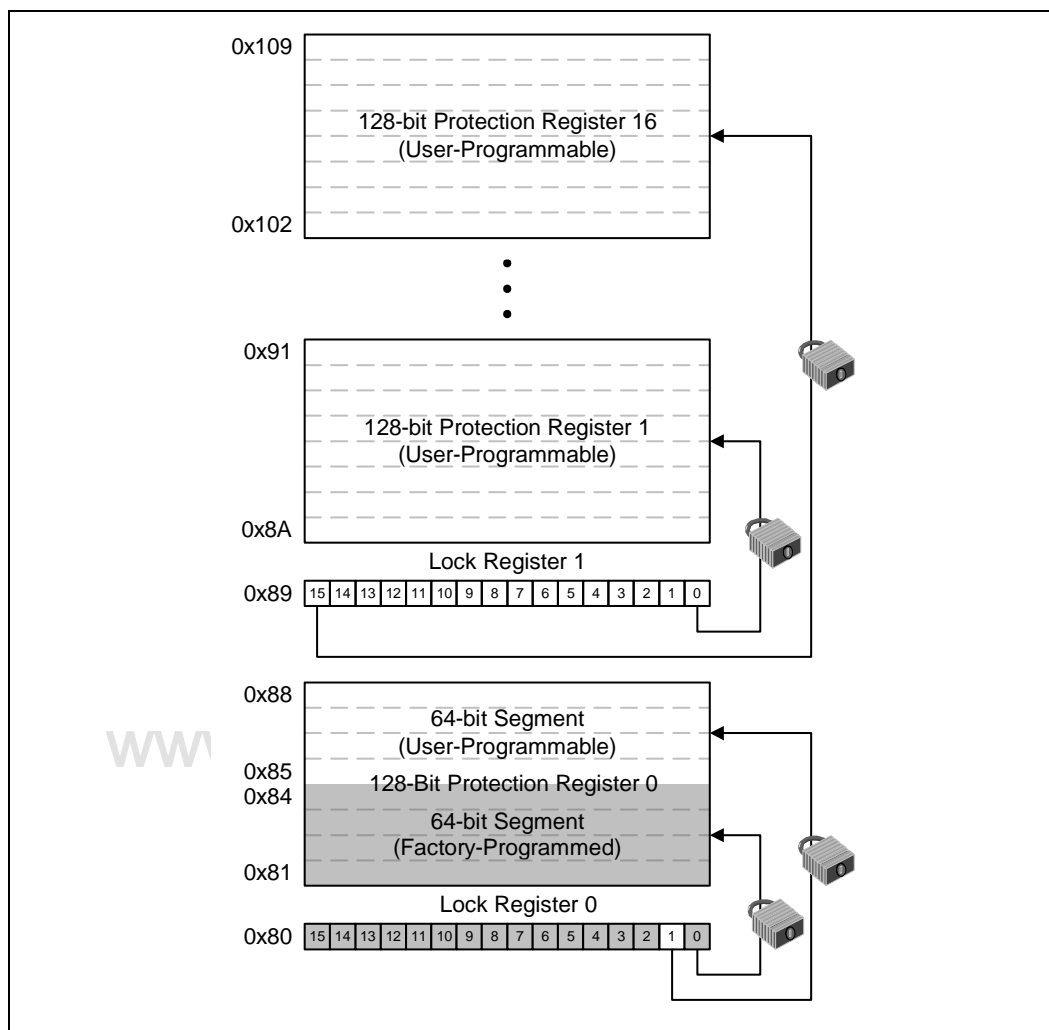 0x109
128-bit Protection Register 16
(User-Programmable)
0x102
0x91
128-bit Protection Register 1
(User-Programmable)
0x8A
Lock Register 1
0x89
15 14 13 12 11 10 9 8 7 6 5 4 3 2 1 0
0x88
64-bit Segment
(User-Programmable)
0x85
128-Bit Protection Register 0
0x84
64-bit Segment
(Factory-Programmed)
0x81
Lock Register 0
0x80
15 14 13 12 11 10 9 8 7 6 5 4 3 2 1 0